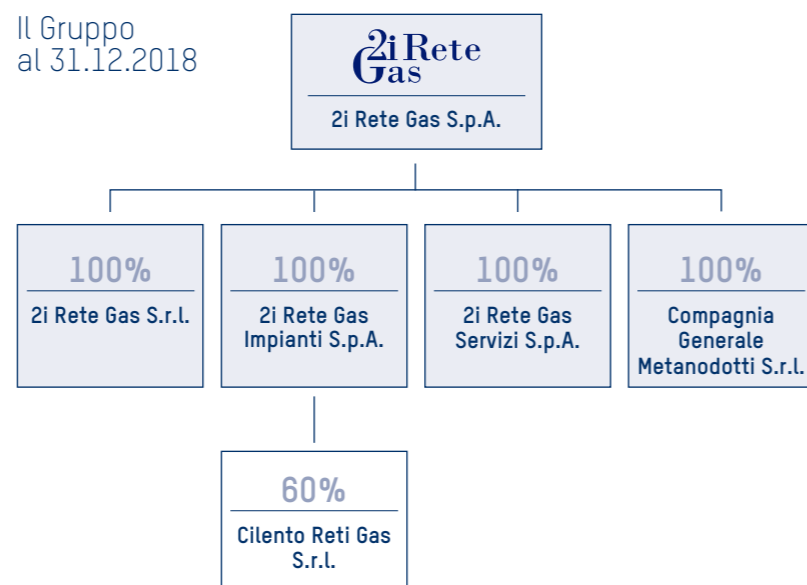 Il Gruppo
al 31.12.2018
2i Rete
Gas
2i Rete Gas S.p.A.
100%
2i Rete Gas S.r.l.
100%
2i Rete Gas
Impianti S.p.A.
100%
2i Rete Gas
Servizi S.p.A.
100%
Compagnia
Generale
Metanodotti S.r.l.
60%
Cilento Reti Gas
S.r.l.